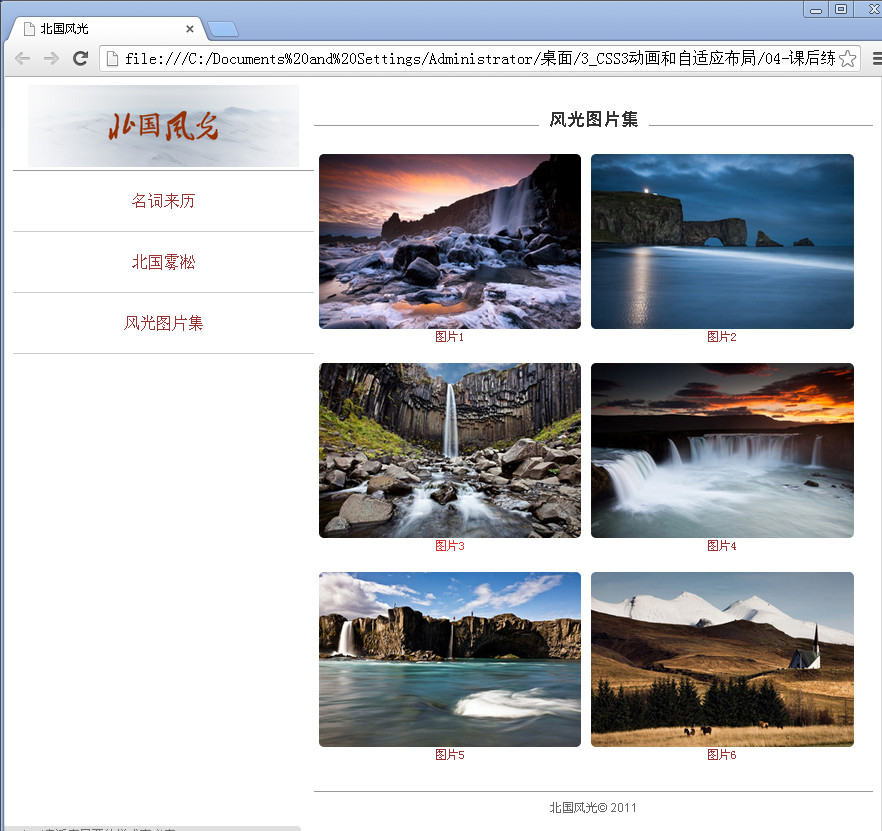 北国风光
file:///C:/Documents%20and%20Settings/Administrator/桌面/3_CSS3动画和自适应布局/04-课后练
北国风光
名词来历
北国雾凇
风光图片集
风光图片集
图片1
图片2
图片3
图片4
图片5
图片6
北国风光© 2011